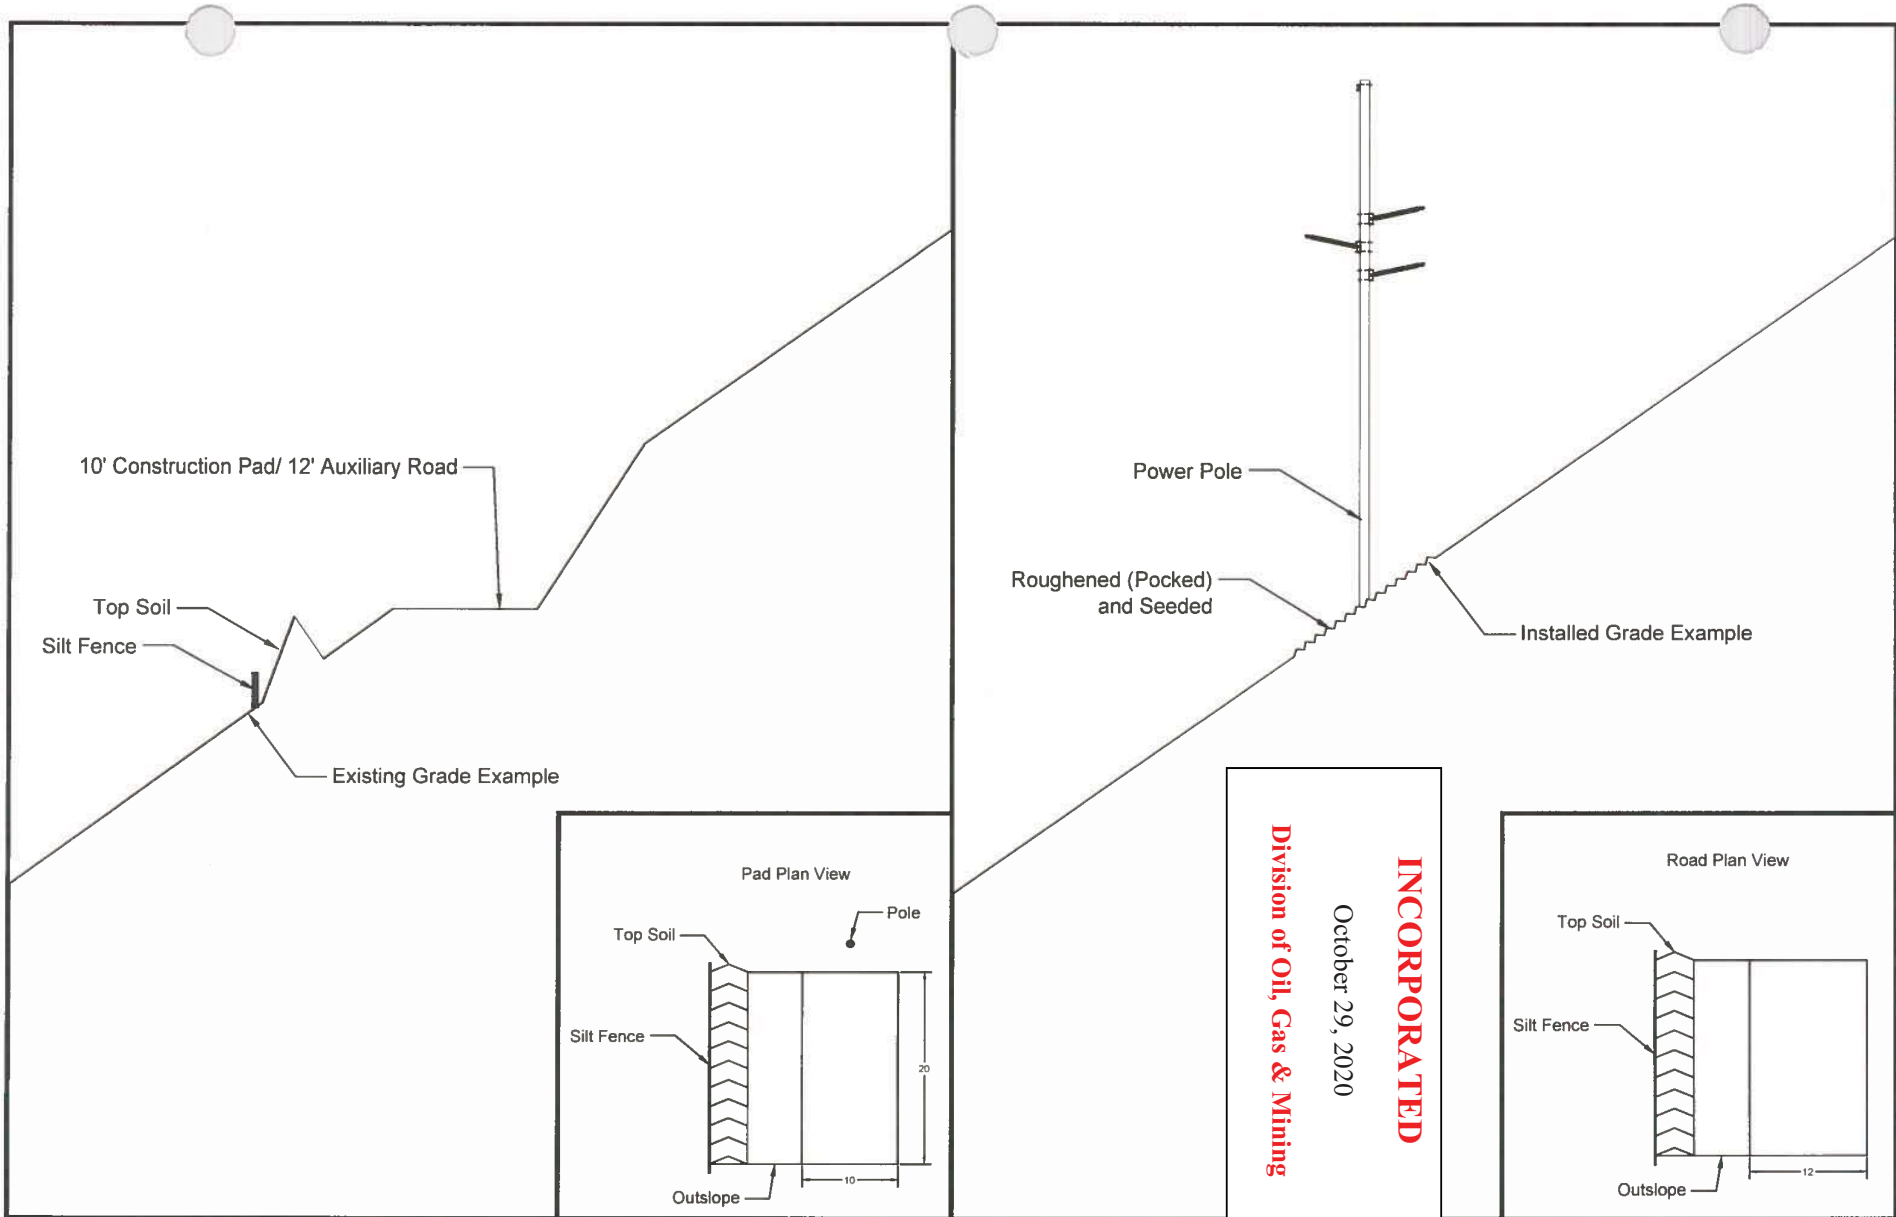 10' Construction Pad/ 12' Auxiliary Road
Top Soil
Silt Fence
Existing Grade Example
Pad Plan View
Pole
Top Soil
Silt Fence
20
10
Outslope
Power Pole
Roughened (Pocked)
and Seeded
Installed Grade Example
INCORPORATED
October 29, 2020
Division of Oil, Gas & Mining
Road Plan View
Top Soil
Silt Fence
12
Outslope